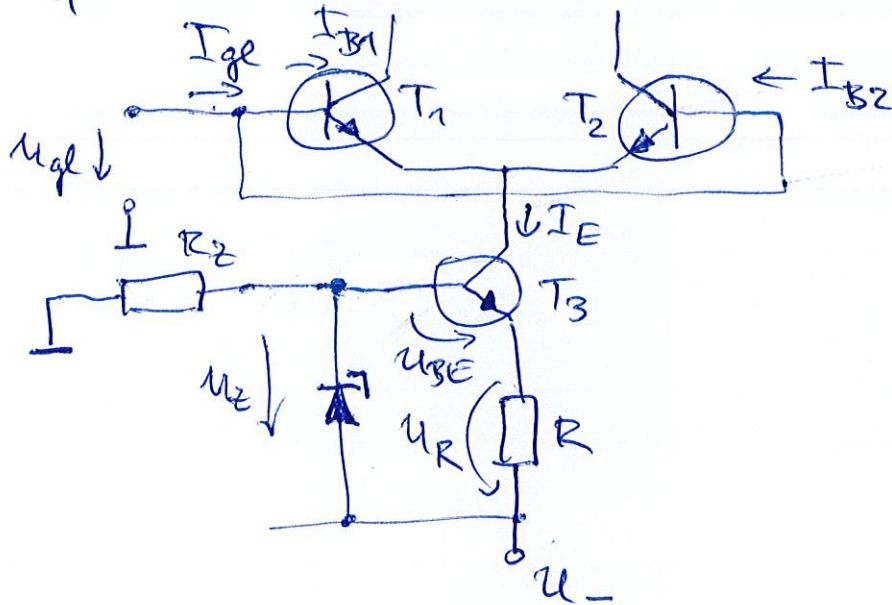 I_gl I_B1
T_1 T_2 I_B2
u_gl
I_E
R_z
T_3
u_BE
u_z
u_R R
u_-